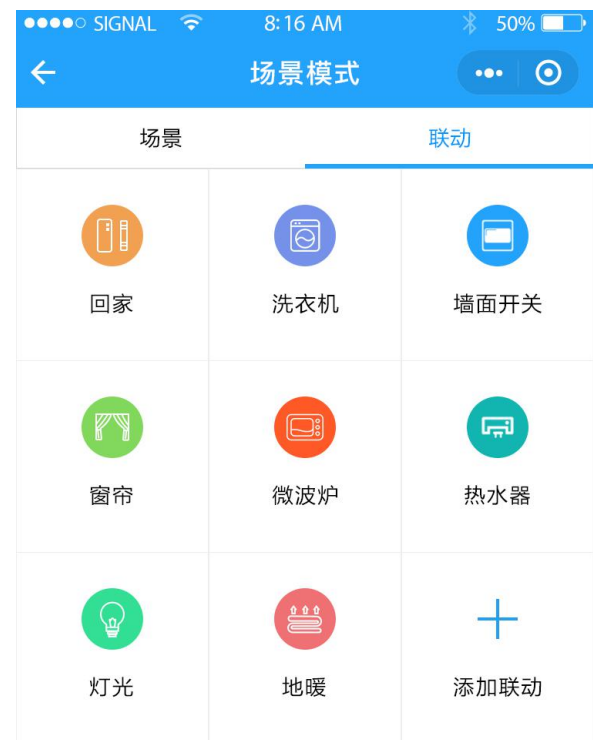 SIGNAL 8:16 AM 50%
场景模式
场景 联动
回家 洗衣机 墙面开关
窗帘 微波炉 热水器
灯光 地暖 添加联动